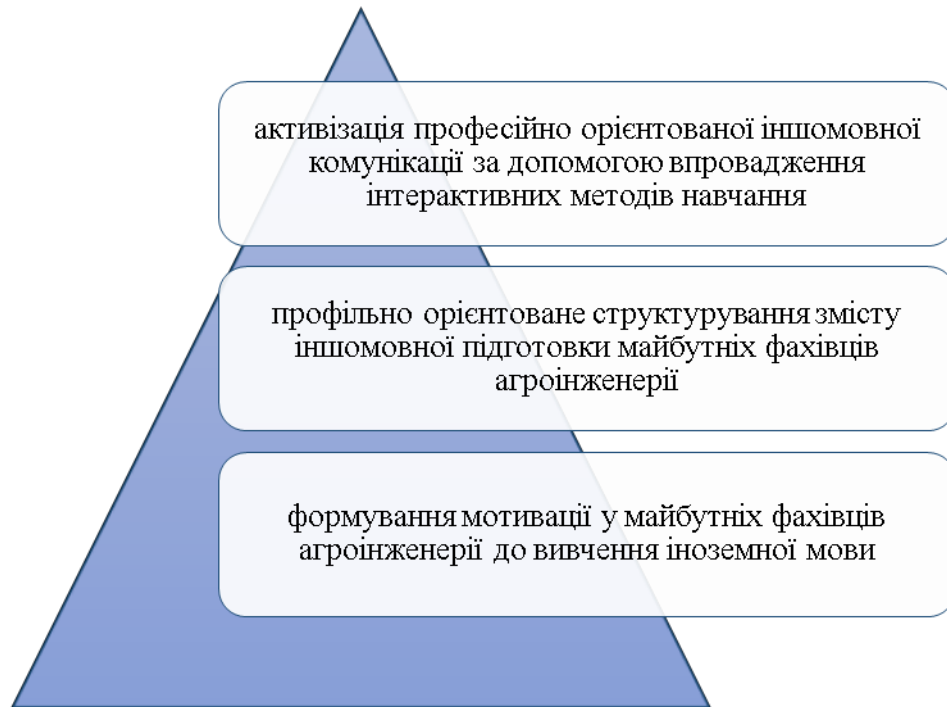 активізація професійно орієнтованої іншомовної
комунікації за допомогою впровадження
інтерактивних методів навчання
профільно орієнтоване структурування змісту
іншомовної підготовки майбутніх фахівців
агроінженерії
формування мотивації у майбутніх фахівців
агроінженерії до вивчення іноземної мови